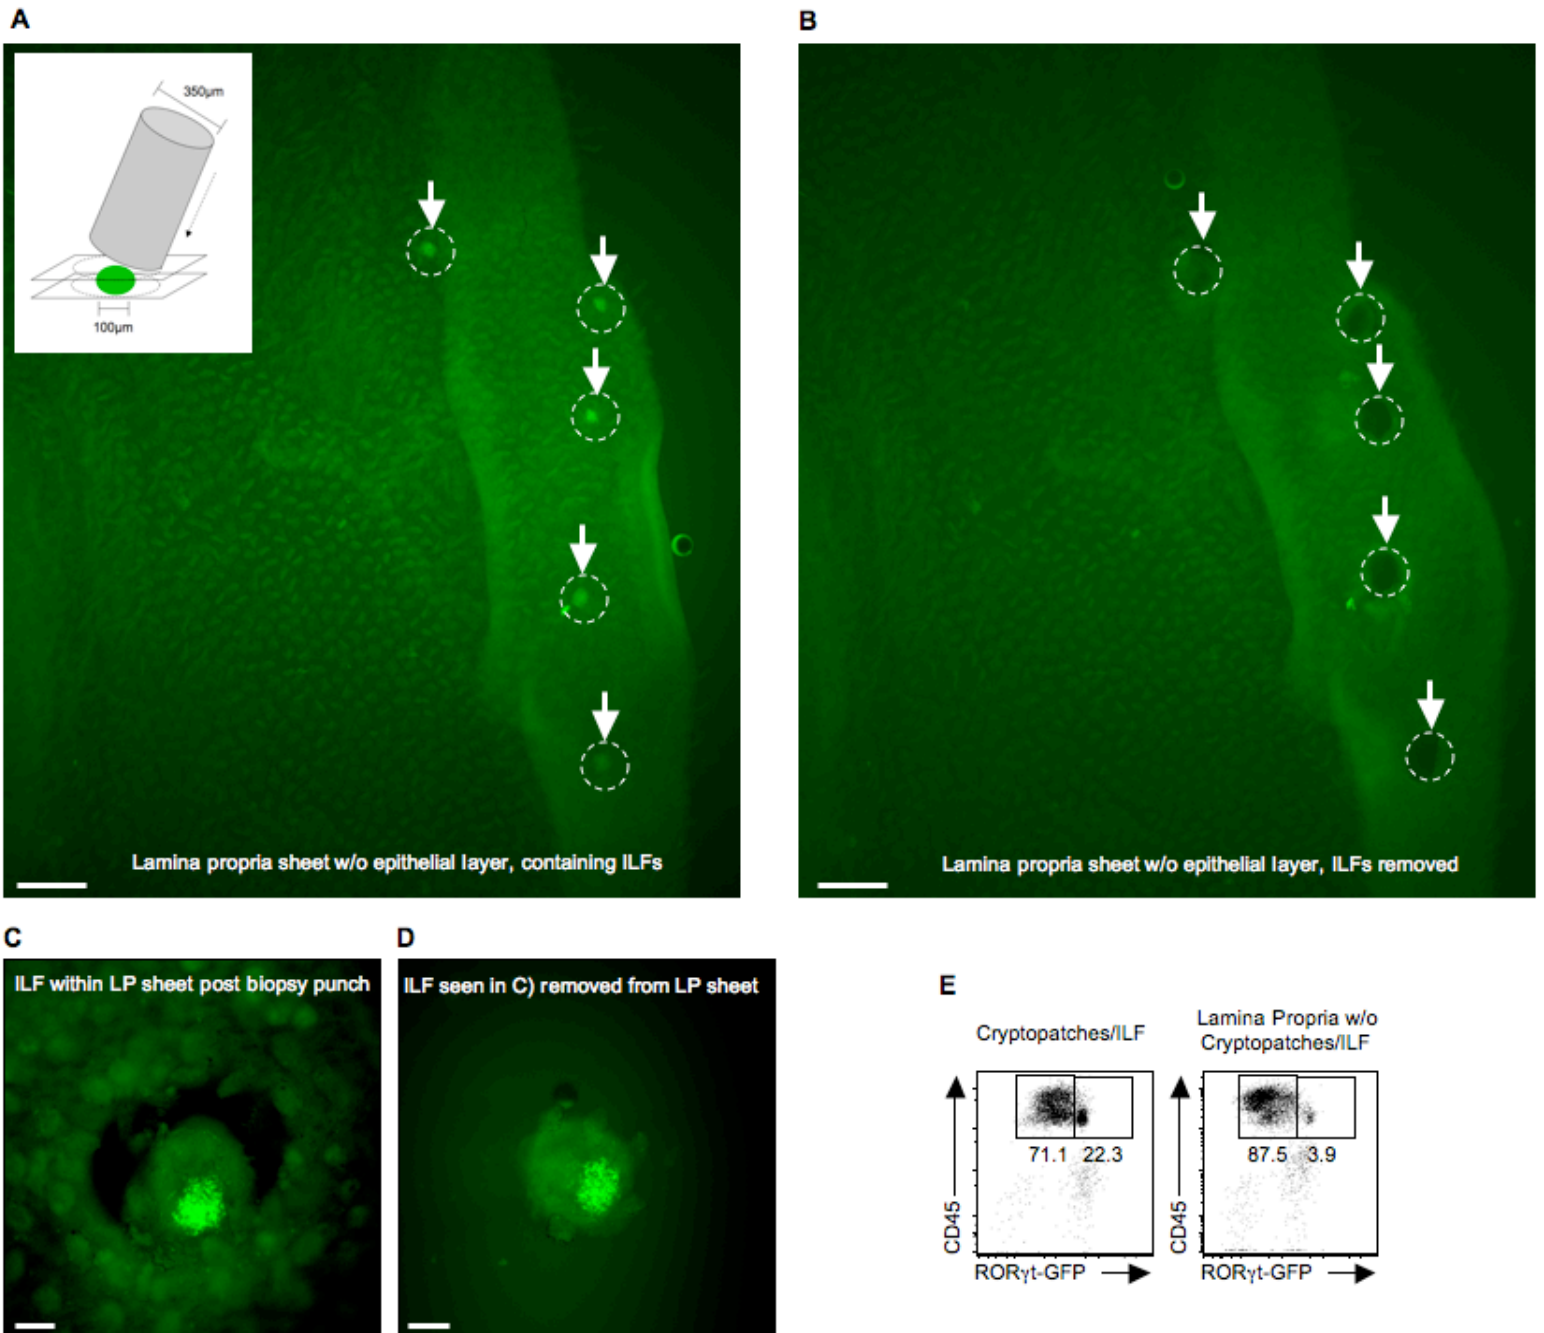 A
B
350µm
100µm
Lamina propria sheet w/o epithelial layer, containing ILFs
Lamina propria sheet w/o epithelial layer, ILFs removed
C
D
ILF within LP sheet post biopsy punch
ILF seen in C) removed from LP sheet
E
Cryptopatches/ILF
Lamina Propria w/o
Cryptopatches/ILF
71.1 22.3
87.5 3.9
CD45
CD45
RORγt-GFP
RORγt-GFP